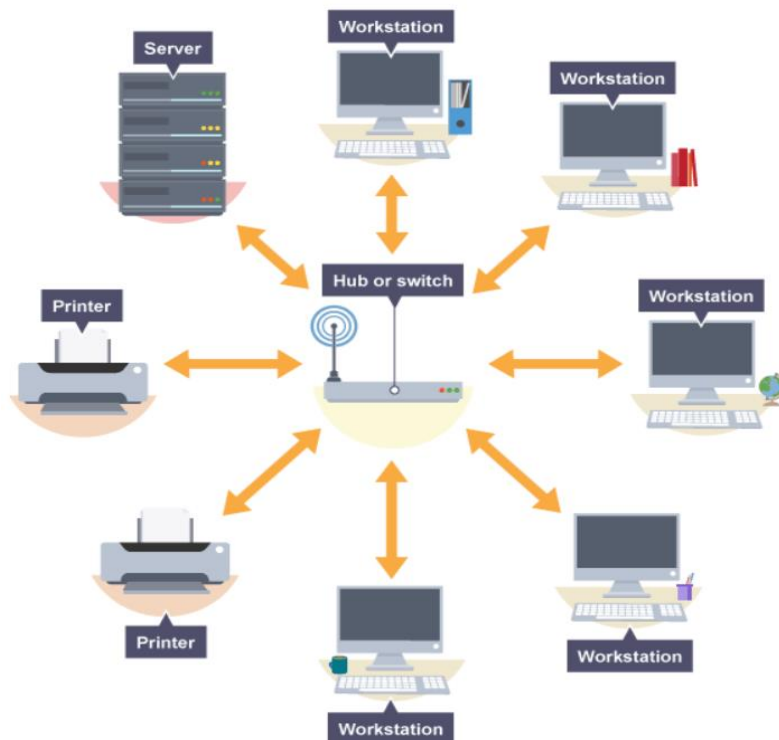 Workstation
Server
Workstation
Hub or switch
Printer
Workstation
Printer
Workstation
Workstation